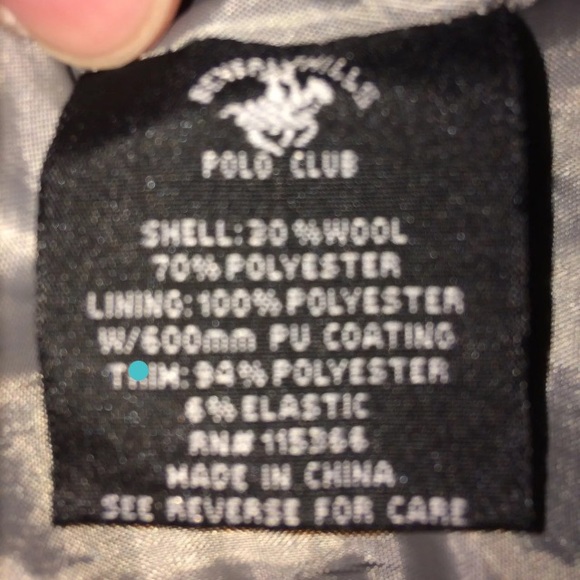 BEVERLY HILLS
POLO CLUB
SHELL: 30 % WOOL
70% POLYESTER
LINING: 100% POLYESTER
W/600mm PU COATING
TRIM: 94% POLYESTER
6% ELASTIC
RN# 115366
MADE IN CHINA
SEE REVERSE FOR CARE